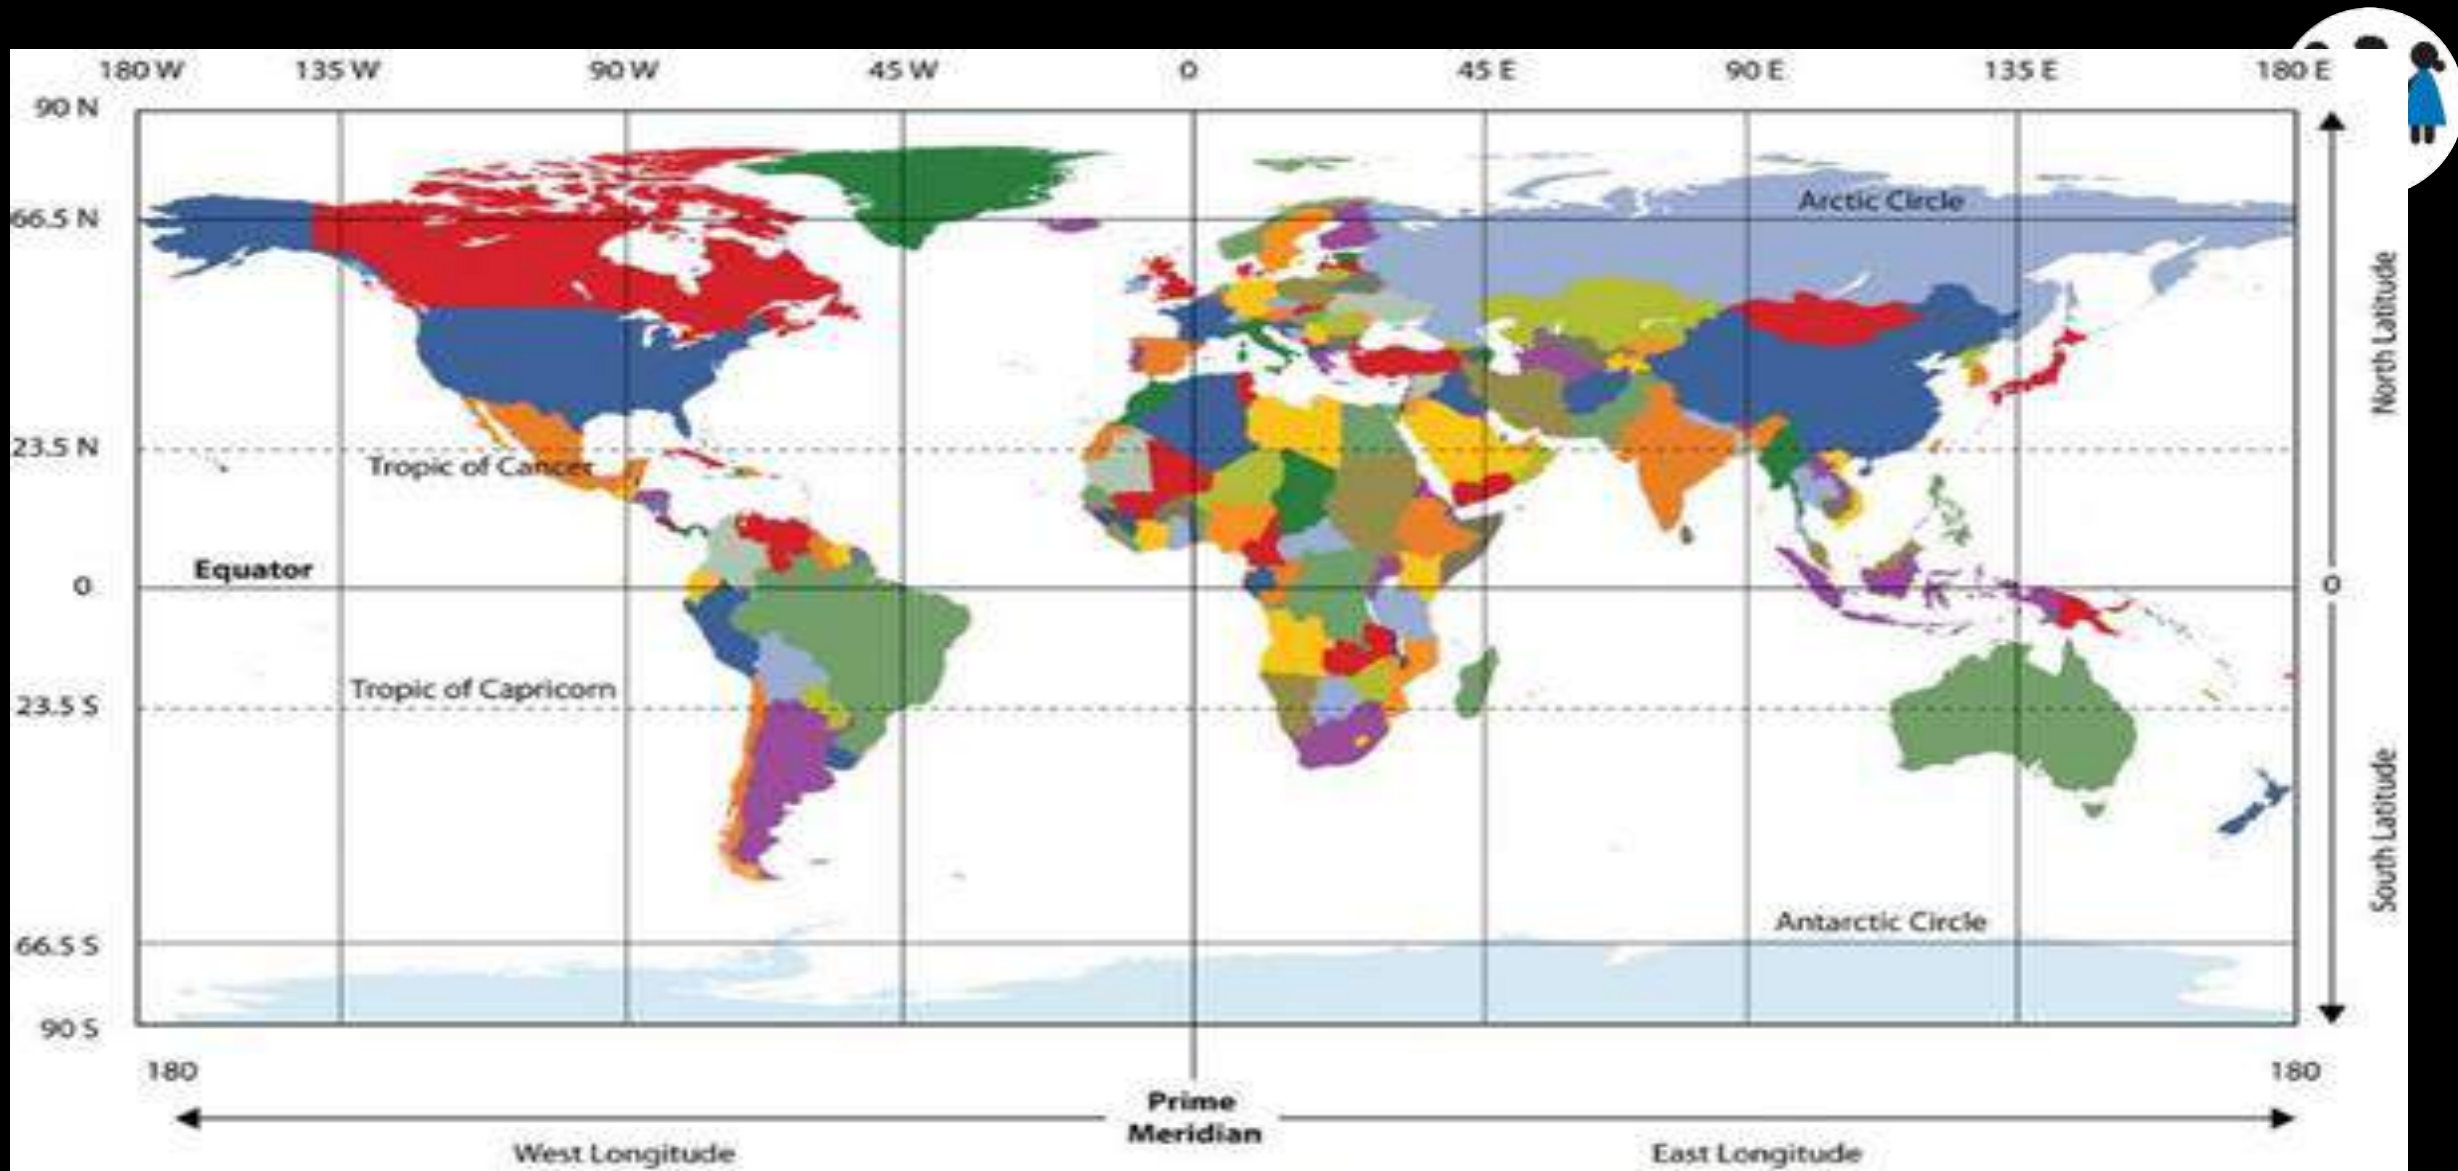 180 W 135 W 90 W 45 W 0 45 E 90 E 135 E 180 E
90 N
Arctic Circle
66.5 N
North Latitude
23.5 N
Tropic of Cancer
Equator
0 0
Tropic of Capricorn
23.5 S
South Latitude
Antarctic Circle
66.5 S
90 S
180 180
Prime
Meridian
West Longitude East Longitude